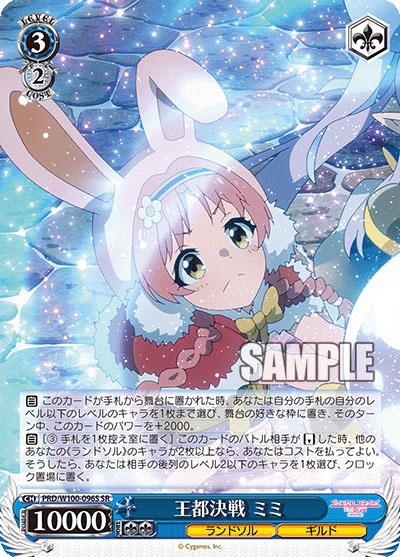 3
LEVEL
2
COST
SAMPLE
自 このカードが手札から舞台に置かれた時、あなたは自分の手札の自分の
レベル以下のレベルのキャラを1枚まで選び、舞台の好きな枠に置き、そのター
ン中、このカードのパワーを+2000。
自 [③ 手札を1枚控え室に置く] このカードのバトル相手が した時、他の
あなたの《ランドソル》のキャラが2枚以上なら、あなたはコストを払ってよい。
そうしたら、あなたは相手の後列のレベル2以下のキャラを1枚選び、クロッ
ク置場に置く。
PRD/W100-096S SR
10000
POWER
SOUL
王都決戦 ミミ
ランドソル
ギルド
© Cygames, Inc.